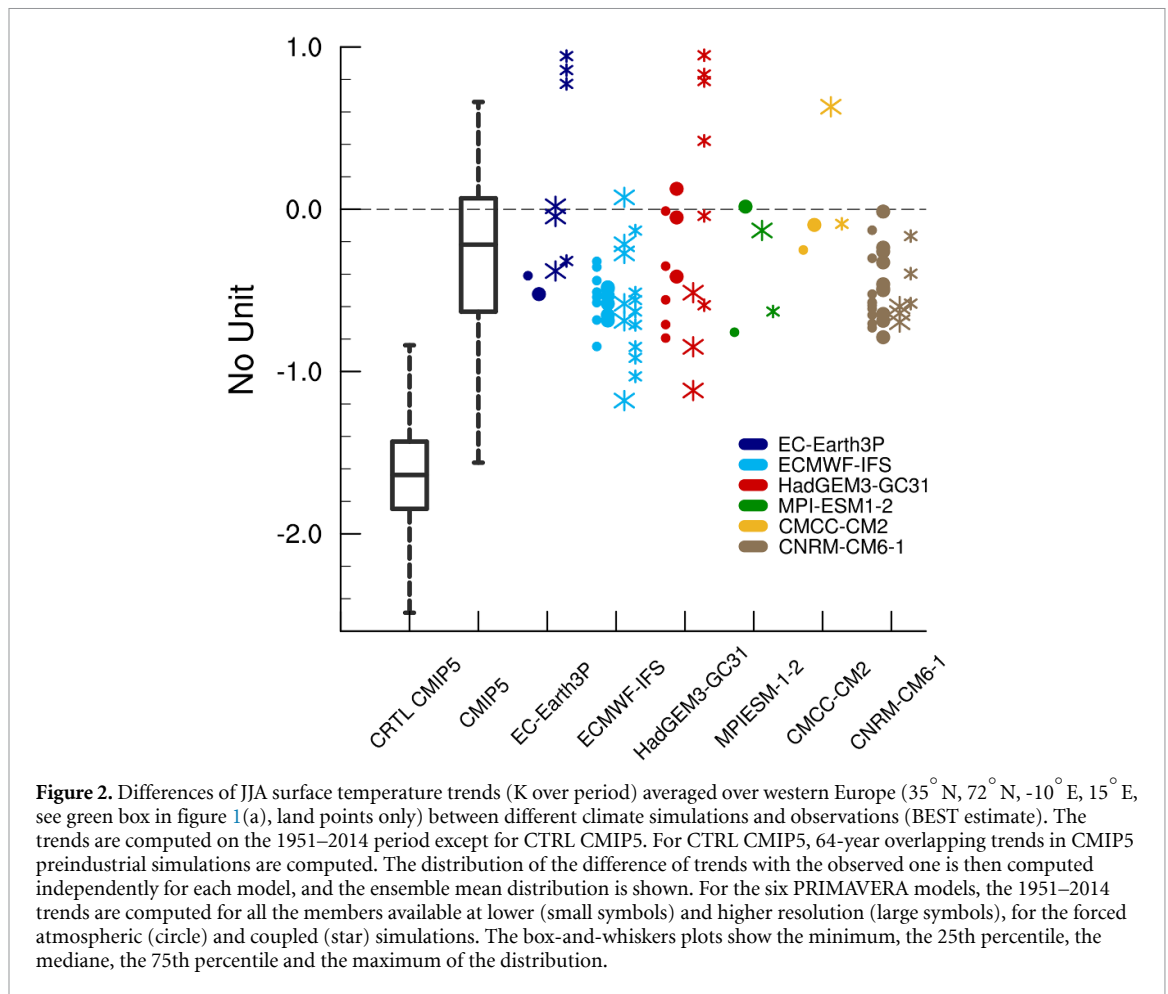 1.0
0.0
-1.0
-2.0
No Unit
EC-Earth3P
ECMWF-IFS
HadGEM3-GC31
MPI-ESM1-2
CMCC-CM2
CNRM-CM6-1
CRTL CMIP5
CMIP5
EC-Earth3P
ECMWF-IFS
HadGEM3-GC31
MPIESM-1-2
CMCC-CM2
CNRM-CM6-1
Figure 2. Differences of JJA surface temperature trends (K over period) averaged over western Europe (35° N, 72° N, -10° E, 15° E,
see green box in figure 1(a), land points only) between different climate simulations and observations (BEST estimate). The
trends are computed on the 1951–2014 period except for CTRL CMIP5. For CTRL CMIP5, 64-year overlapping trends in CMIP5
preindustrial simulations are computed. The distribution of the difference of trends with the observed one is then computed
independently for each model, and the ensemble mean distribution is shown. For the six PRIMAVERA models, the 1951–2014
trends are computed for all the members available at lower (small symbols) and higher resolution (large symbols), for the forced
atmospheric (circle) and coupled (star) simulations. The box-and-whiskers plots show the minimum, the 25th percentile, the
mediane, the 75th percentile and the maximum of the distribution.